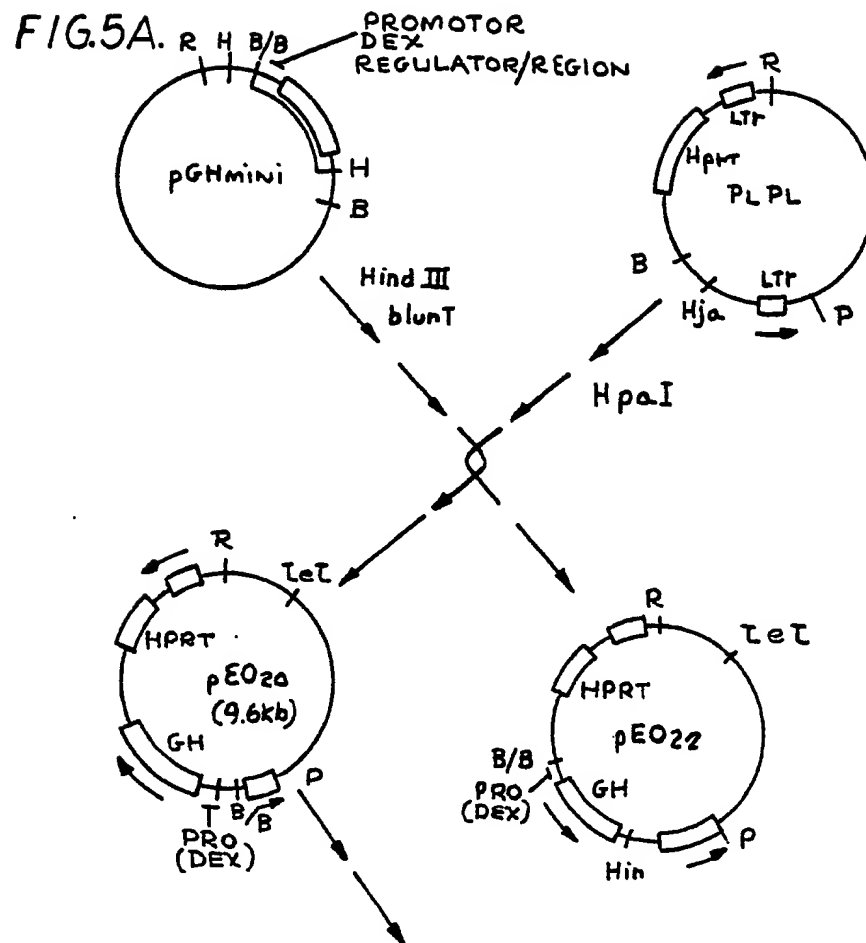 FIG.5A.
R H B/B
PROMOTOR
DEX
REGULATOR/REGION
pGHmini
H
B
R
LTr
HprT
PLPL
B
Hja
LTr
P
Hind III
blunT
HpaI
R
TeT
HPRT
pEO20
(9.6Kb)
GH
T B B/B P
PRO
(DEX)
R
TeT
HPRT
pEO22
B/B
PRO
(DEX)
GH
Hin
P